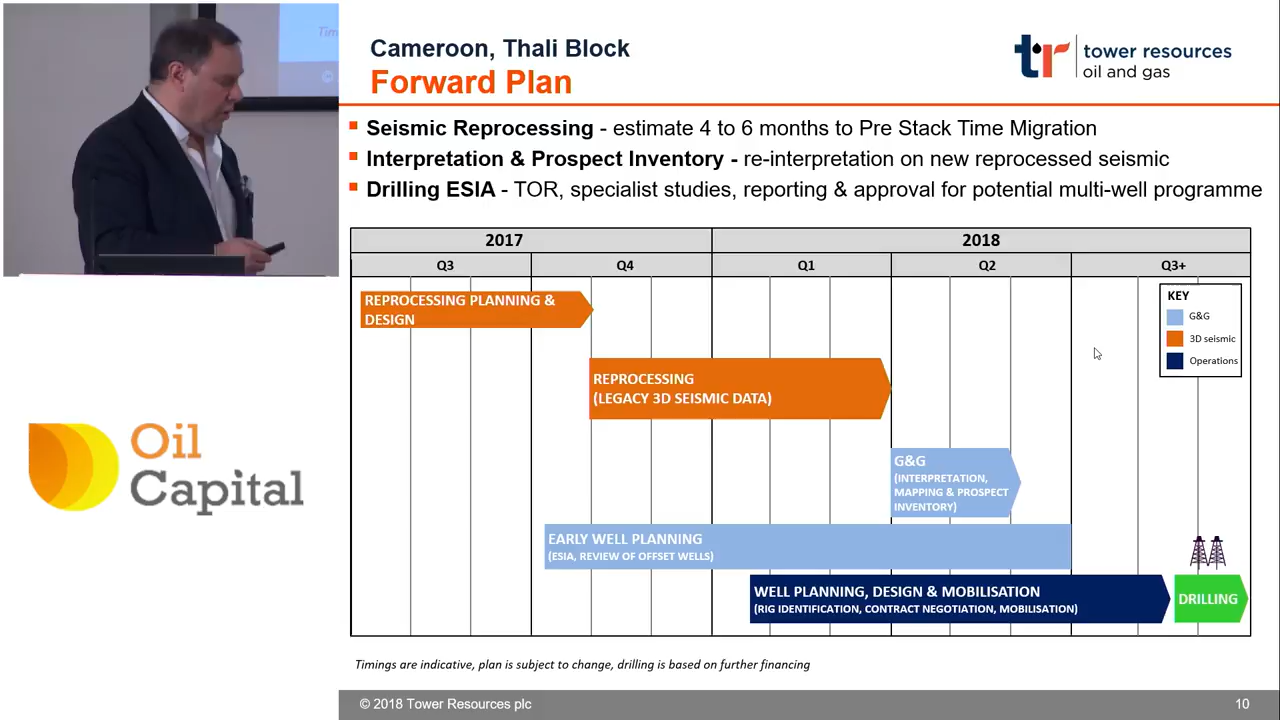 Tim
©
Cameroon, Thali Block
Forward Plan
tr tower resources
oil and gas
Seismic Reprocessing - estimate 4 to 6 months to Pre Stack Time Migration
Interpretation & Prospect Inventory - re-interpretation on new reprocessed seismic
Drilling ESIA - TOR, specialist studies, reporting & approval for potential multi-well programme
2017 2018
Q3 Q4 Q1 Q2 Q3+
REPROCESSING PLANNING &
DESIGN
KEY
G&G
3D seismic
Operations
REPROCESSING
(LEGACY 3D SEISMIC DATA)
Oil
Capital
G&G
(INTERPRETATION,
MAPPING & PROSPECT
INVENTORY)
EARLY WELL PLANNING
(ESIA, REVIEW OF OFFSET WELLS)
WELL PLANNING, DESIGN & MOBILISATION
(RIG IDENTIFICATION, CONTRACT NEGOTIATION, MOBILISATION)
DRILLING
Timings are indicative, plan is subject to change, drilling is based on further financing
© 2018 Tower Resources plc 10